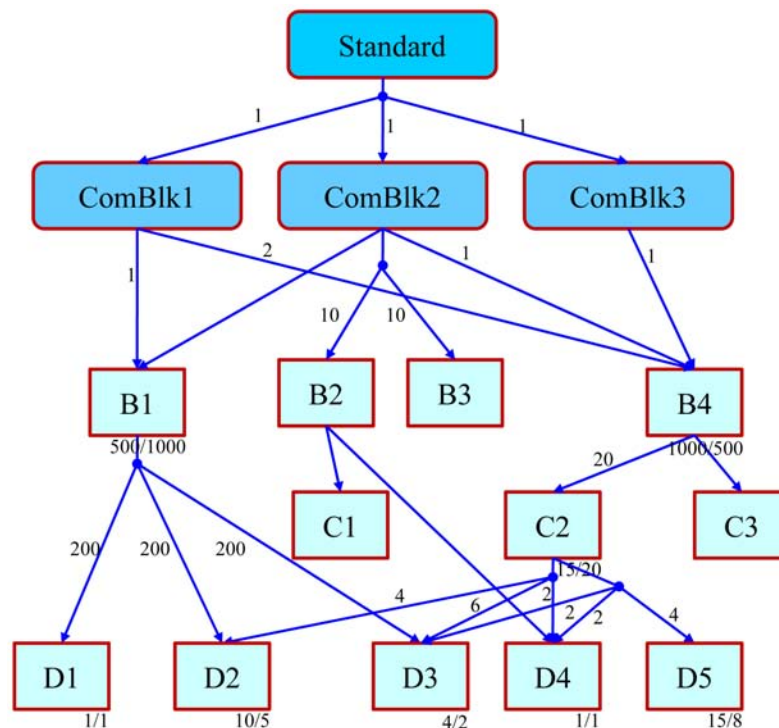 Standard
1 1 1
ComBlk1 ComBlk2 ComBlk3
1 2 1 1
10 10
B1 B2 B3 B4
500/1000 1000/500
20
C1 C2 C3
200 200 200 15/20
4 6 2 2 2 4
D1 D2 D3 D4 D5
1/1 10/5 4/2 1/1 15/8